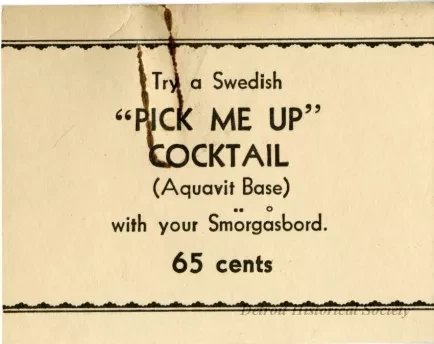 Try a Swedish
“PICK ME UP”
COCKTAIL
(Aquavit Base)
with your Smörgåsbord.
65 cents
Detroit Historical Society